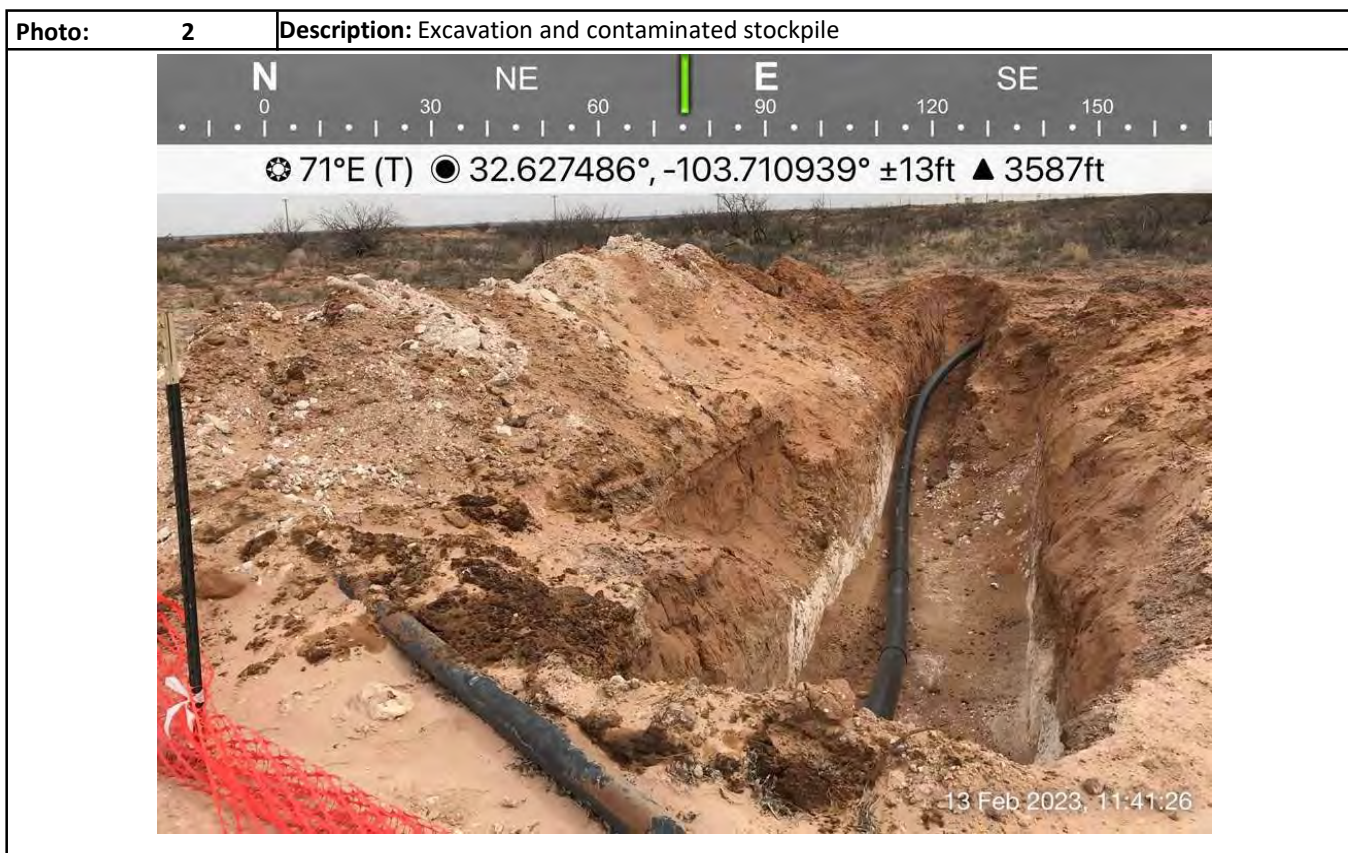 Photo: 2 Description: Excavation and contaminated stockpile
N NE E SE
0 30 60 90 120 150
71°E (T) 32.627486°, -103.710939° ±13ft ▲ 3587ft
13 Feb 2023, 11:41:26